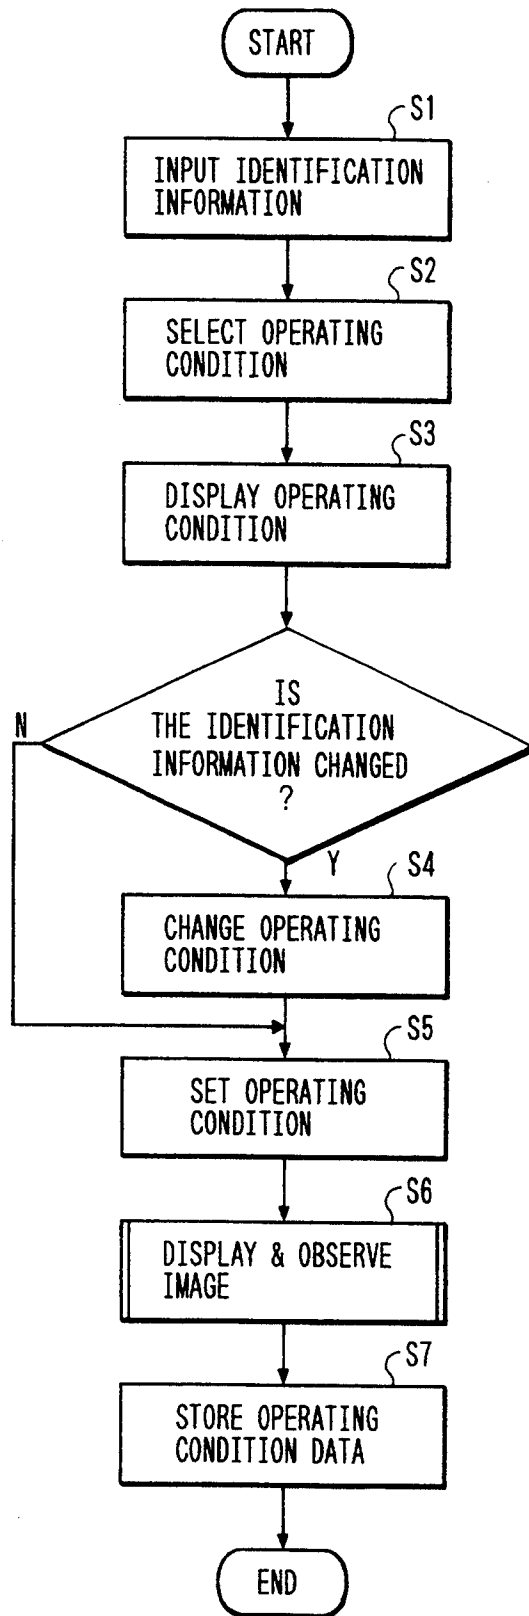 START
S1
INPUT IDENTIFICATION
INFORMATION
S2
SELECT OPERATING
CONDITION
S3
DISPLAY OPERATING
CONDITION
IS
THE IDENTIFICATION
INFORMATION CHANGED
?
N
Y
S4
CHANGE OPERATING
CONDITION
S5
SET OPERATING
CONDITION
S6
DISPLAY & OBSERVE
IMAGE
S7
STORE OPERATING
CONDITION DATA
END